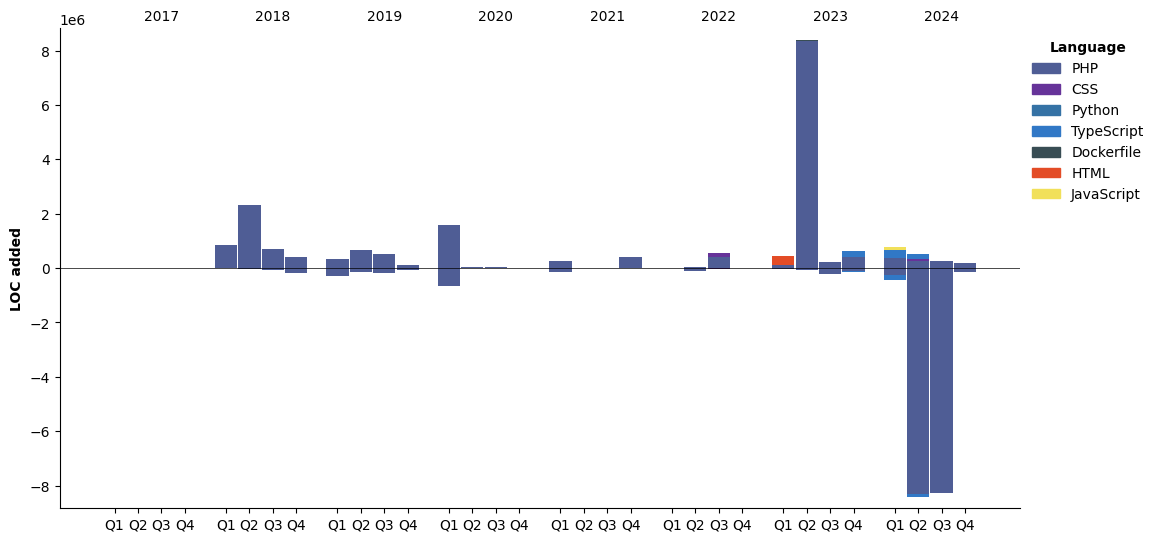 1e6
2017 2018 2019 2020 2021 2022 2023 2024
8
6
4
2
0
−2
−4
−6
−8
LOC added
Q1 Q2 Q3 Q4 Q1 Q2 Q3 Q4 Q1 Q2 Q3 Q4 Q1 Q2 Q3 Q4 Q1 Q2 Q3 Q4 Q1 Q2 Q3 Q4 Q1 Q2 Q3 Q4 Q1 Q2 Q3 Q4
Language
PHP
CSS
Python
TypeScript
Dockerfile
HTML
JavaScript